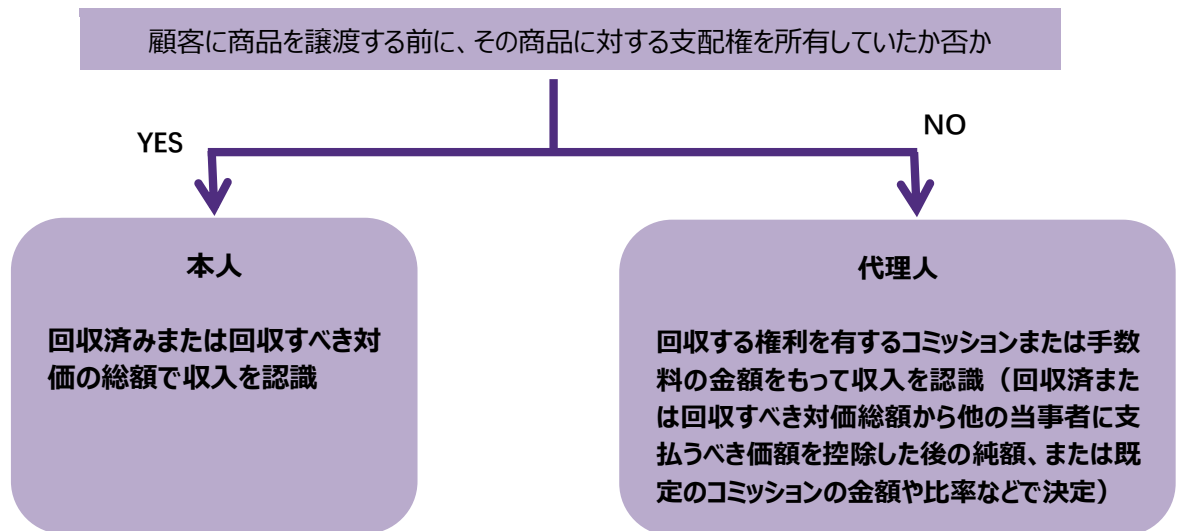 顧客に商品を譲渡する前に、その商品に対する支配権を所有していたか否か
YES
NO
本人
回収済みまたは回収すべき対
価の総額で収入を認識
代理人
回収する権利を有するコミッションまたは手数
料の金額をもって収入を認識（回収済また
は回収すべき対価総額から他の当事者に支
払うべき価額を控除した後の純額、または既
定のコミッションの金額や比率などで決定）